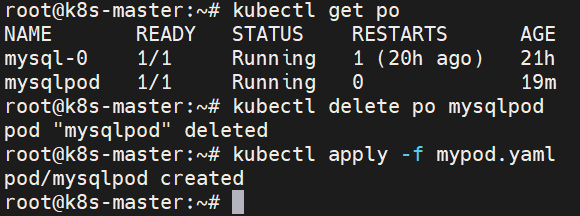 root@k8s-master:~# kubectl get po
NAME       READY   STATUS    RESTARTS      AGE
mysql-0    1/1     Running   1 (20h ago)   21h
mysqlpod   1/1     Running   0             19m
root@k8s-master:~# kubectl delete po mysqlpod
pod "mysqlpod" deleted
root@k8s-master:~# kubectl apply -f mypod.yaml
pod/mysqlpod created
root@k8s-master:~#